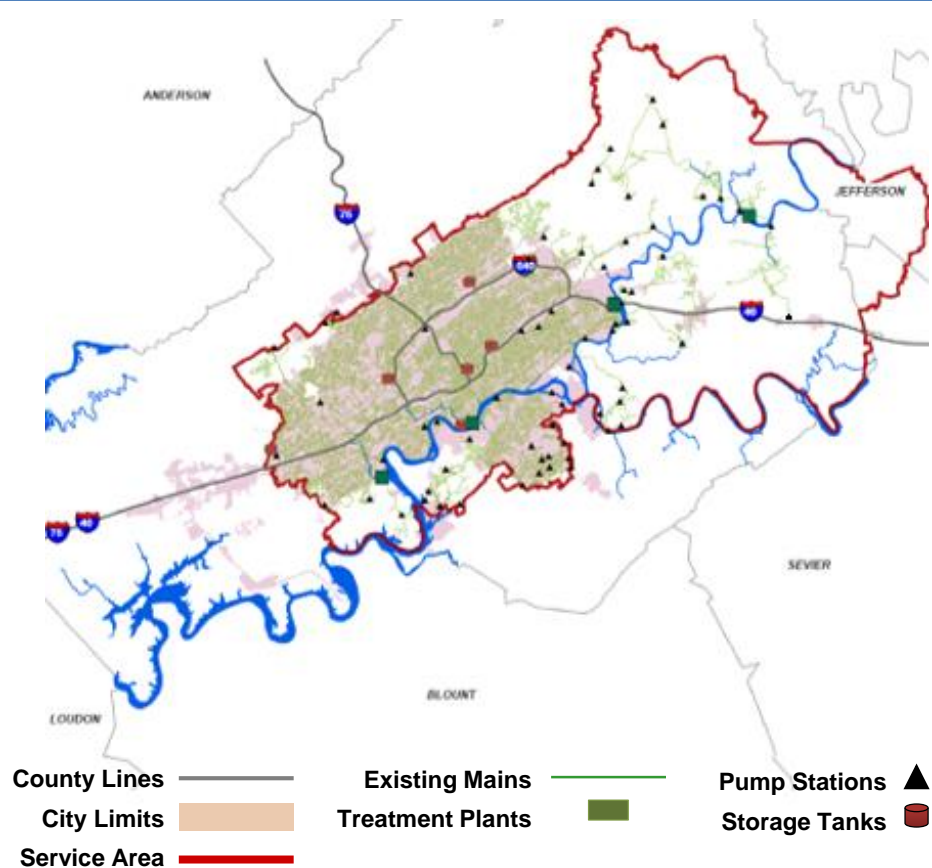 ANDERSON
JEFFERSON
75
640
40
75
40
SEVIER
BLOUNT
LOUDON
County Lines Existing Mains Pump Stations
City Limits Treatment Plants Storage Tanks
Service Area